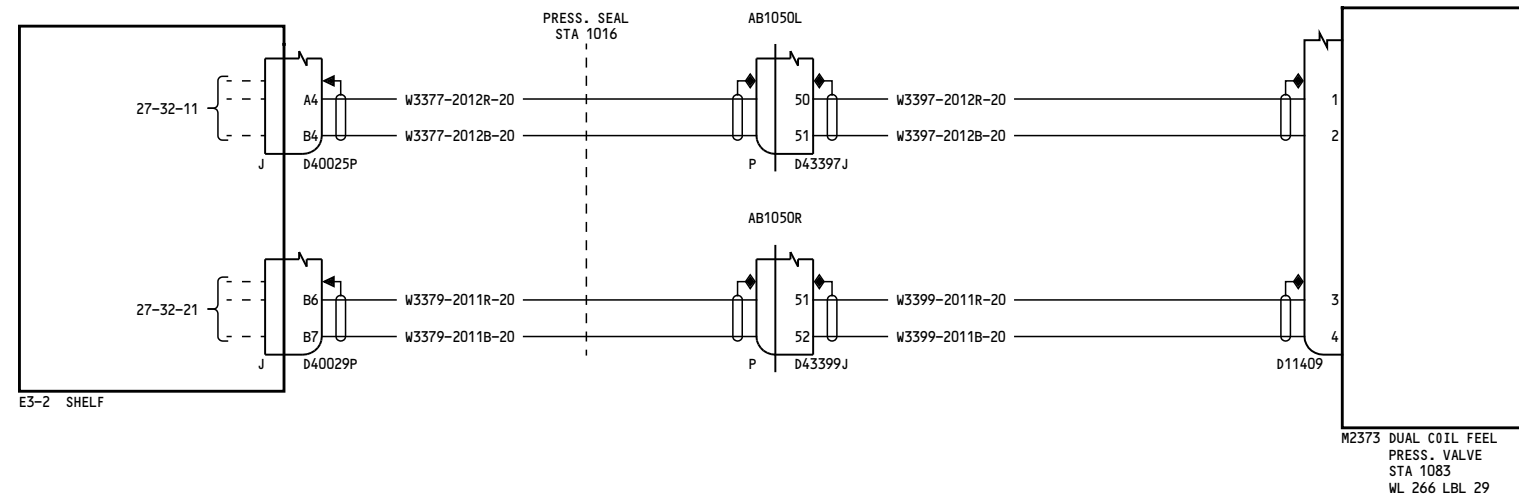 PRESS. SEAL
STA 1016
AB1050L
27-32-11
A4
W3377-2012R-20
50
W3397-2012R-20
1
B4
W3377-2012B-20
51
W3397-2012B-20
2
J
D40025P
P
D43397J
AB1050R
27-32-21
B6
W3379-2011R-20
51
W3399-2011R-20
3
B7
W3379-2011B-20
52
W3399-2011B-20
4
J
D40029P
P
D43399J
D11409
E3-2 SHELF
M2373 DUAL COIL FEEL
PRESS. VALVE
STA 1083
WL 266 LBL 29